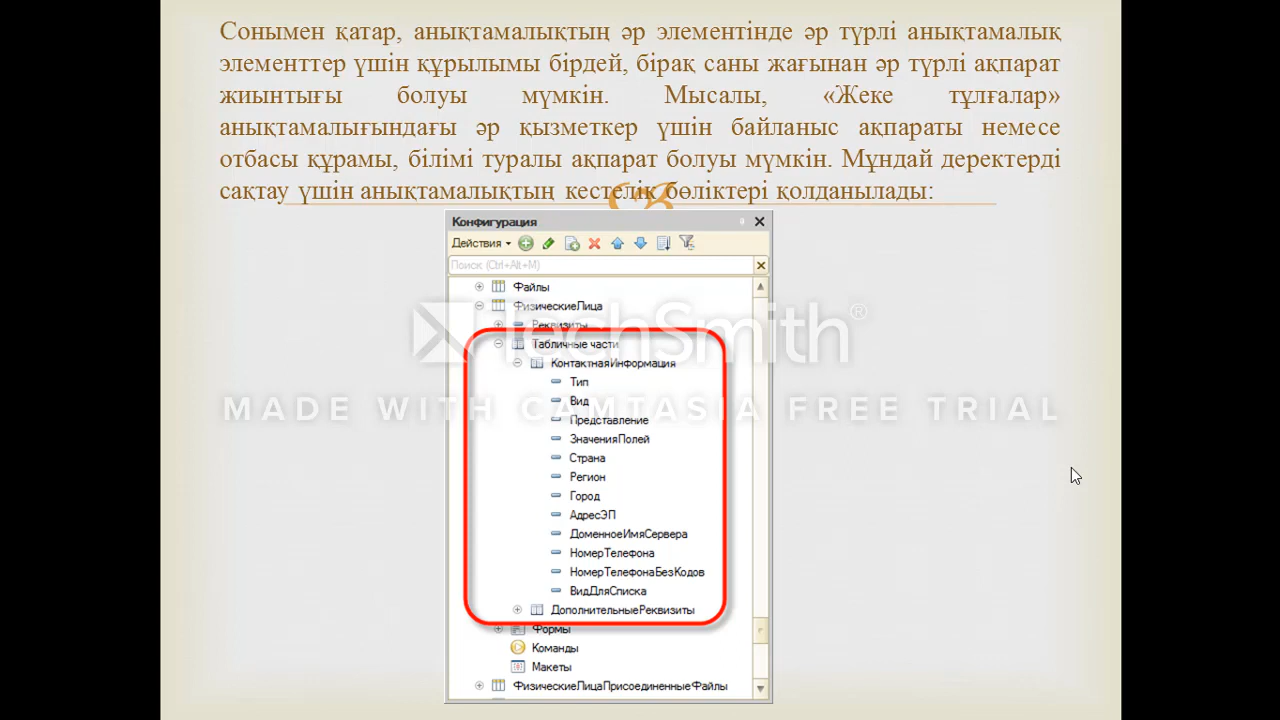 Сонымен қатар, анықтамалықтың әр элементінде әр түрлі анықтамалық
элементтер үшін құрылымы бірдей, бірақ саны жағынан әр түрлі ақпарат
жиынтығы болуы мүмкін. Мысалы, «Жеке тұлғалар»
анықтамалығындағы әр қызметкер үшін байланыс ақпараты немесе
отбасы құрамы, білімі туралы ақпарат болуы мүмкін. Мұндай деректерді
сақтау үшін анықтамалықтың кестелік бөліктері қолданылады:
Конфигурация
Действия
Поиск (Ctrl+Alt+M)
Файлы
ФизическиеЛица
Реквизиты
TechSmith®
Табличные части
КонтактнаяИнформация
Тип
Вид
MADE WITH CAMTASIA FREE TRIAL
Представление
ЗначенияПолей
Страна
Регион
Город
АдресЭП
ДоменноеИмяСервера
НомерТелефона
НомерТелефонаБезКодов
ВидДляСписка
ДополнительныеРеквизиты
Формы
Команды
Макеты
ФизическиеЛицаПрисоединенныеФайлы